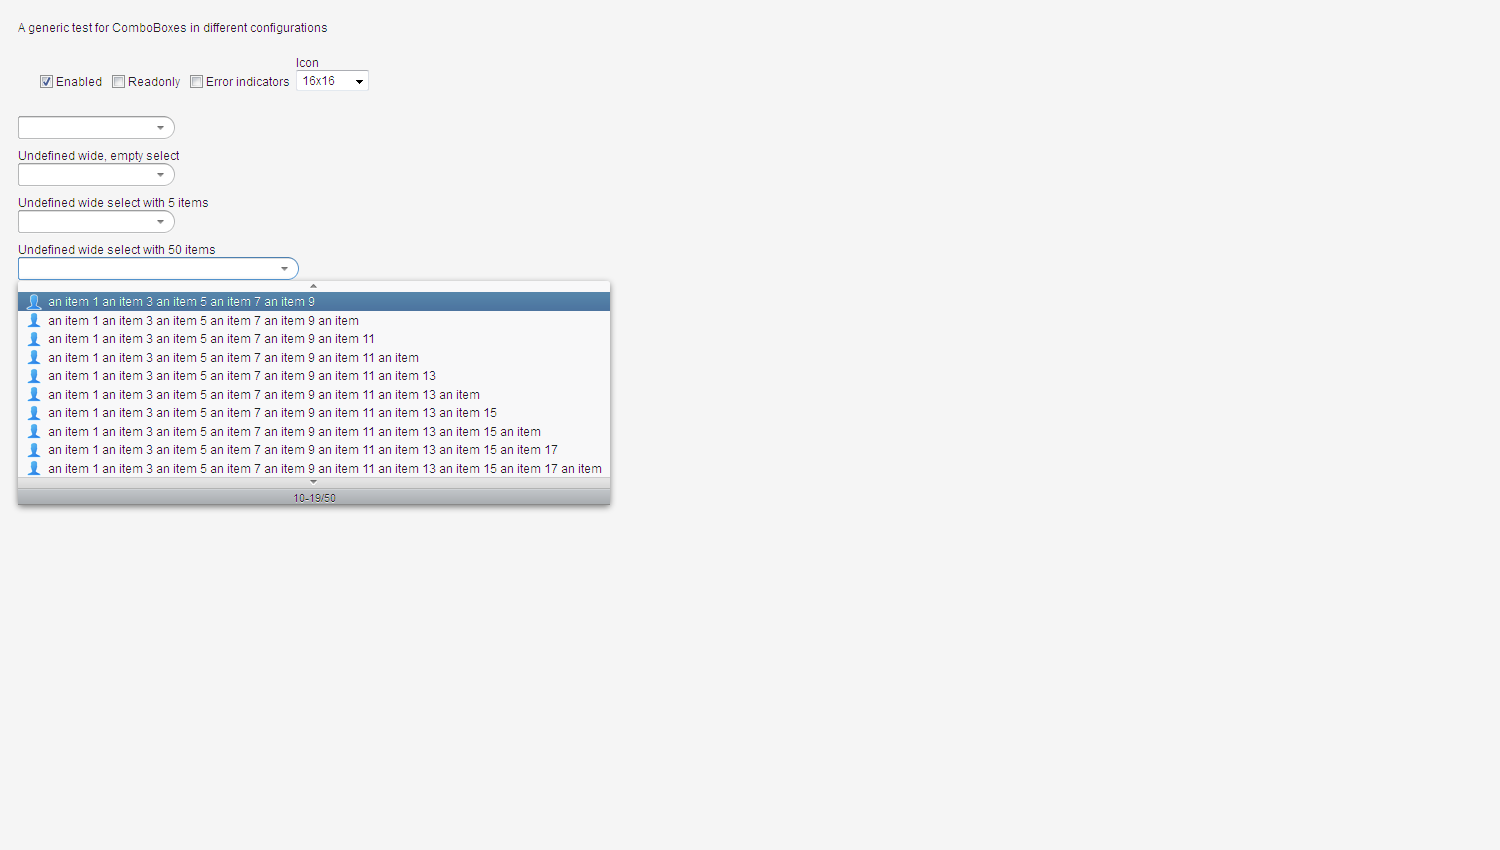 A generic test for ComboBoxes in different configurations
Icon
Enabled Readonly Error indicators 16x16
Undefined wide, empty select
Undefined wide select with 5 items
Undefined wide select with 50 items
an item 1 an item 3 an item 5 an item 7 an item 9
an item 1 an item 3 an item 5 an item 7 an item 9 an item
an item 1 an item 3 an item 5 an item 7 an item 9 an item 11
an item 1 an item 3 an item 5 an item 7 an item 9 an item 11 an item
an item 1 an item 3 an item 5 an item 7 an item 9 an item 11 an item 13
an item 1 an item 3 an item 5 an item 7 an item 9 an item 11 an item 13 an item
an item 1 an item 3 an item 5 an item 7 an item 9 an item 11 an item 13 an item 15
an item 1 an item 3 an item 5 an item 7 an item 9 an item 11 an item 13 an item 15 an item
an item 1 an item 3 an item 5 an item 7 an item 9 an item 11 an item 13 an item 15 an item 17
an item 1 an item 3 an item 5 an item 7 an item 9 an item 11 an item 13 an item 15 an item 17 an item
10-19/50